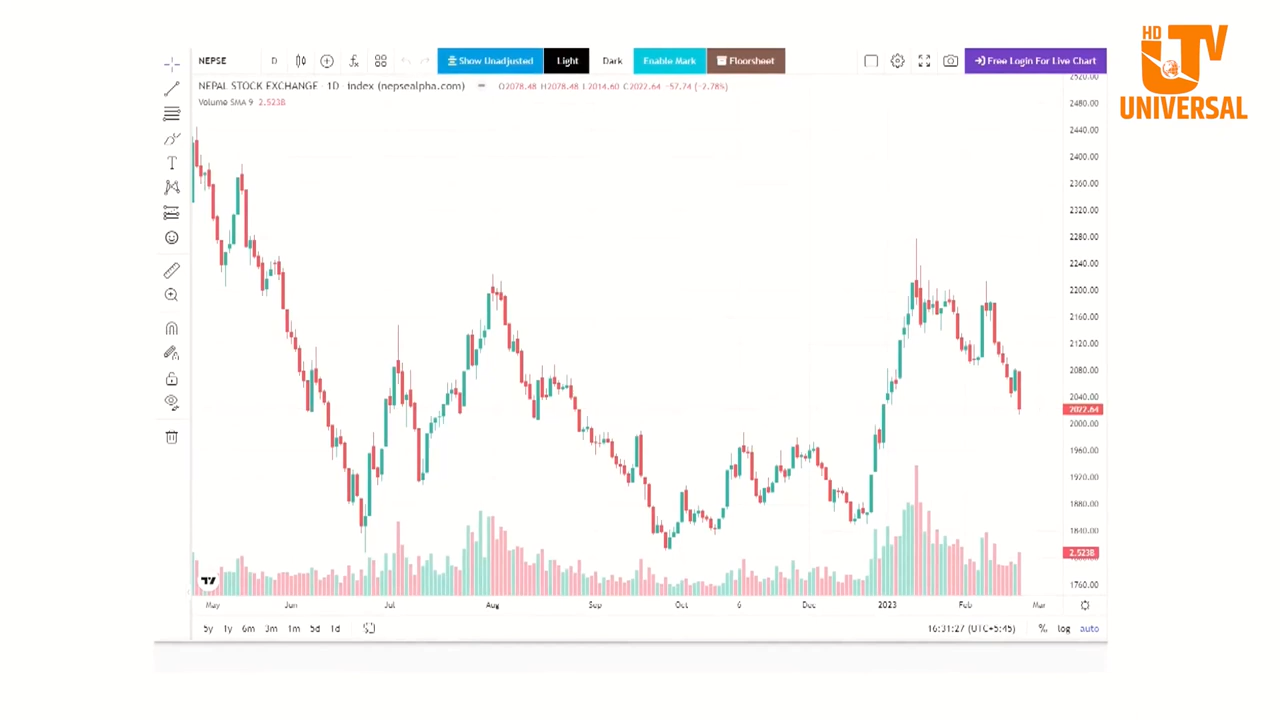 HD
UTV
UNIVERSAL
NEPSE D Show Unadjusted Light Dark Enable Mark Floorsheet Free Login For Live Chart
NEPAL STOCK EXCHANGE · 1D · index (nepsealpha.com) O2078.48 H2078.48 L2014.60 C2022.64 -57.74 (-2.78%)
Volume SMA 9 2.523B
2520.00
2480.00
2440.00
2400.00
2360.00
2320.00
2280.00
2240.00
2200.00
2160.00
2120.00
2080.00
2040.00
2022.64
2000.00
1960.00
1920.00
1880.00
1840.00
2.523B
1760.00
May Jun Jul Aug Sep Oct 6 Dec 2023 Feb Mar
5y 1y 6m 3m 1m 5d 1d 16:31:27 (UTC+5:45) % log auto